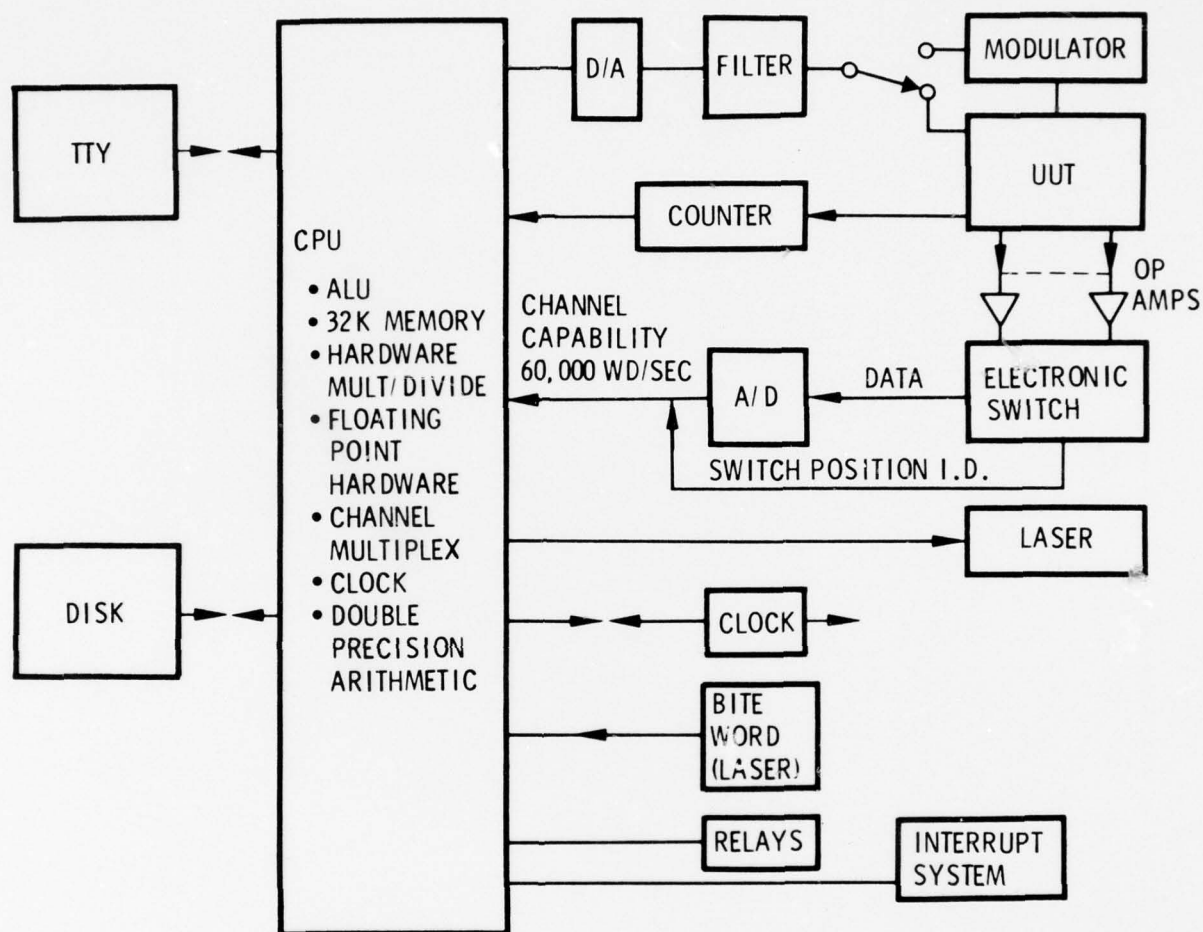 D/A
FILTER
MODULATOR
TTY
UUT
COUNTER
CPU
• ALU
• 32K MEMORY
• HARDWARE
MULT/DIVIDE
• FLOATING
POINT
HARDWARE
• CHANNEL
MULTIPLEX
• CLOCK
• DOUBLE
PRECISION
ARITHMETIC
OP
AMPS
CHANNEL
CAPABILITY
60,000 WD/SEC
A/D
DATA
ELECTRONIC
SWITCH
SWITCH POSITION I.D.
LASER
DISK
CLOCK
BITE
WORD
(LASER)
RELAYS
INTERRUPT
SYSTEM